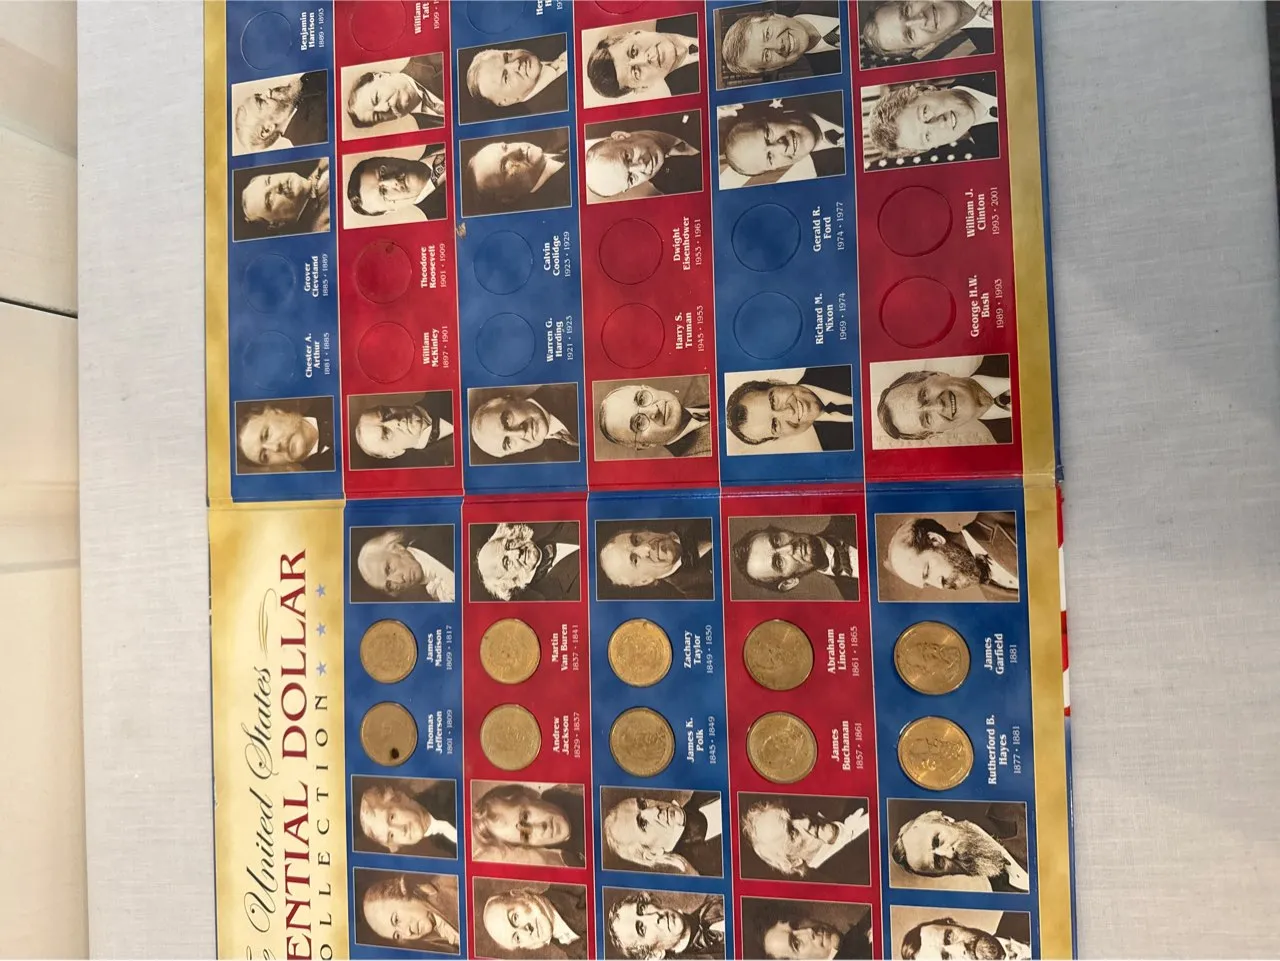 United States
ENTIAL DOLLAR
OLLECTION
Thomas
Jefferson
1801 • 1809
James
Madison
1809 • 1817
Andrew
Jackson
1829 • 1837
Martin
Van Buren
1837 • 1841
James K.
Polk
1845 • 1849
Zachary
Taylor
1849 • 1850
James
Buchanan
1857 • 1861
Abraham
Lincoln
1861 • 1865
Rutherford B.
Hayes
1877 • 1881
James
Garfield
1881
Chester A.
Arthur
1881 • 1885
Grover
Cleveland
1885 • 1889
Benjamin
Harrison
1889 • 1893
William
McKinley
1897 • 1901
Theodore
Roosevelt
1901 • 1909
William
Taft
1909 •
Warren G.
Harding
1921 • 1923
Calvin
Coolidge
1923 • 1929
Harry S.
Truman
1945 • 1953
Dwight
Eisenhower
1953 • 1961
Richard M.
Nixon
1969 • 1974
Gerald R.
Ford
1974 • 1977
George H.W.
Bush
1989 • 1993
William J.
Clinton
1993 • 2001